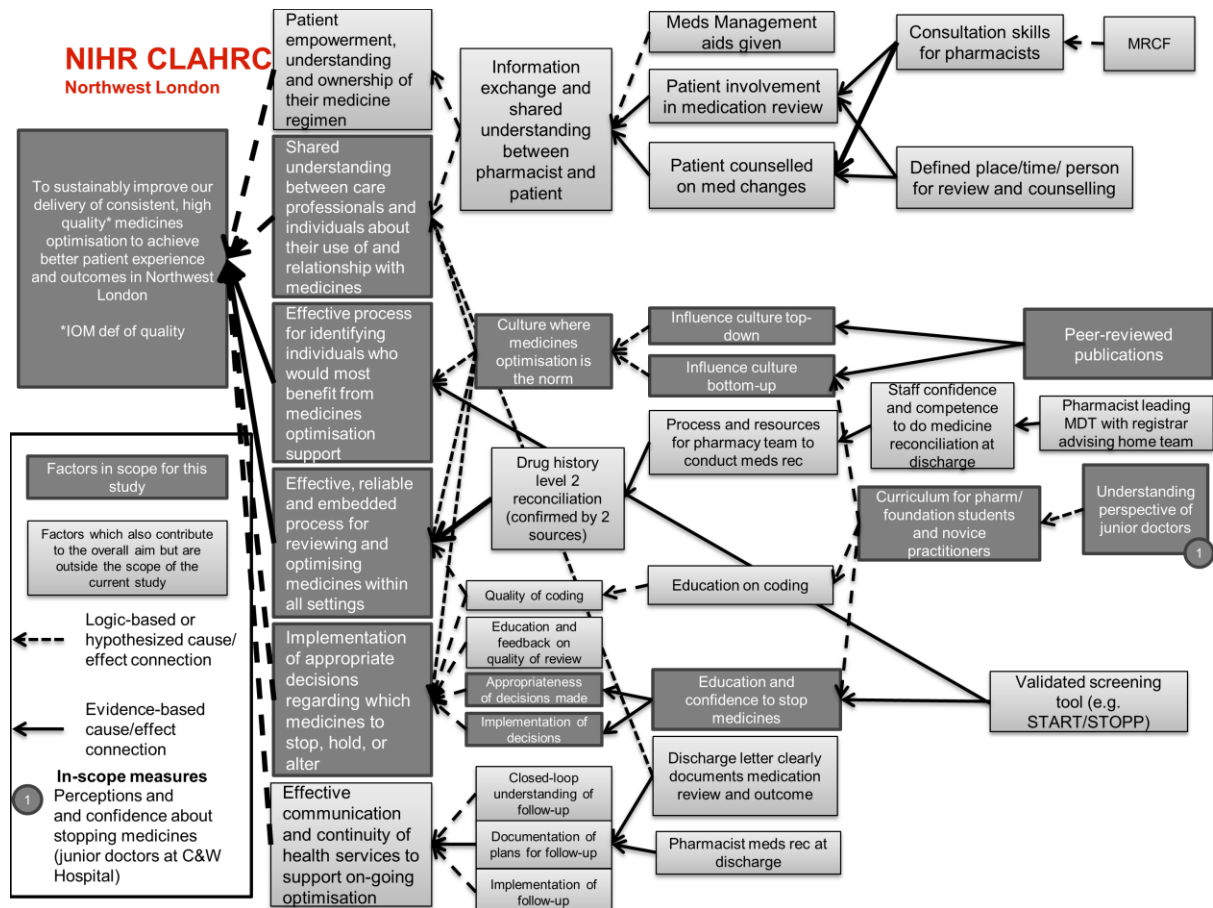 NIHR CLAHRC
Northwest London
To sustainably improve our
delivery of consistent, high
quality* medicines
optimisation to achieve
better patient experience
and outcomes in Northwest
London
*IOM def of quality
Factors in scope for this
study
Factors which also contribute
to the overall aim but are
outside the scope of the
current study
Logic-based or
hypothesized cause/
effect connection
Evidence-based
cause/effect
connection
In-scope measures
1
Perceptions and
and confidence about
stopping medicines
(junior doctors at C&W
Hospital)
Patient
empowerment,
understanding
and ownership of
their medicine
regimen
Shared
understanding
between care
professionals and
individuals about
their use of and
relationship with
medicines
Effective process
for identifying
individuals who
would most
benefit from
medicines
optimisation
support
Effective, reliable
and embedded
process for
reviewing and
optimising
medicines within
all settings
Implementation
of appropriate
decisions
regarding which
medicines to
stop, hold, or
alter
Effective
communication
and continuity of
health services to
support on-going
optimisation
Information
exchange and
shared
understanding
between
pharmacist and
patient
Culture where
medicines
optimisation is
the norm
Drug history
level 2
reconciliation
(confirmed by 2
sources)
Quality of coding
Education and
feedback on
quality of review
Appropriateness
of decisions made
Implementation of
decisions
Closed-loop
understanding
of follow-up
Documentation of
plans for follow-up
Implementation of
follow-up
Meds Management
aids given
Patient involvement
in medication review
Patient counselled
on med changes
Influence culture top-
down
Influence culture
bottom-up
Process and resources
for pharmacy team to
conduct meds rec
Education on coding
Education and
confidence to stop
medicines
Discharge letter clearly
documents medication
review and outcome
Pharmacist meds rec at
discharge
Consultation skills
for pharmacists
Defined place/time/ person
for review and counselling
Staff confidence
and competence
to do medicine
reconciliation at
discharge
Curriculum for pharm/
foundation students
and novice
practitioners
MRCF
Peer-reviewed
publications
Pharmacist leading
MDT with registrar
advising home team
Understanding
perspective of
junior doctors
1
Validated screening
tool (e.g.
START/STOPP)